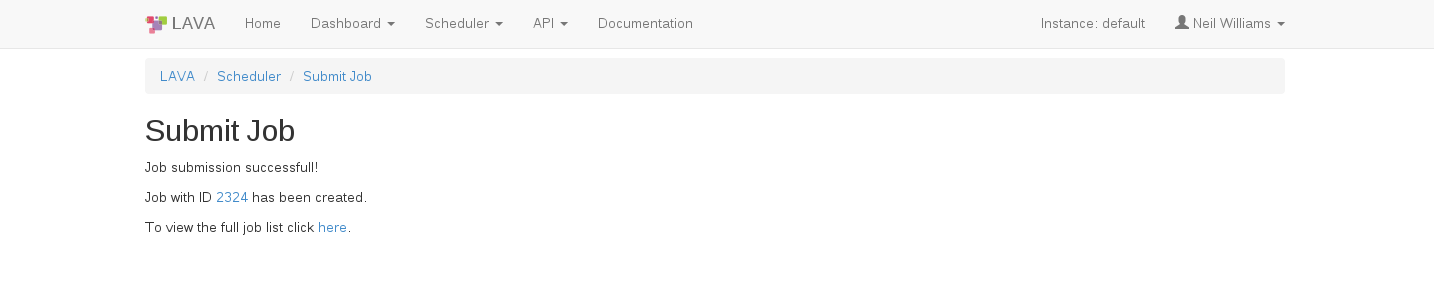 LAVA Home Dashboard Scheduler API Documentation Instance: default Neil Williams
LAVA / Scheduler / Submit Job
Submit Job
Job submission successfull!
Job with ID 2324 has been created.
To view the full job list click here.